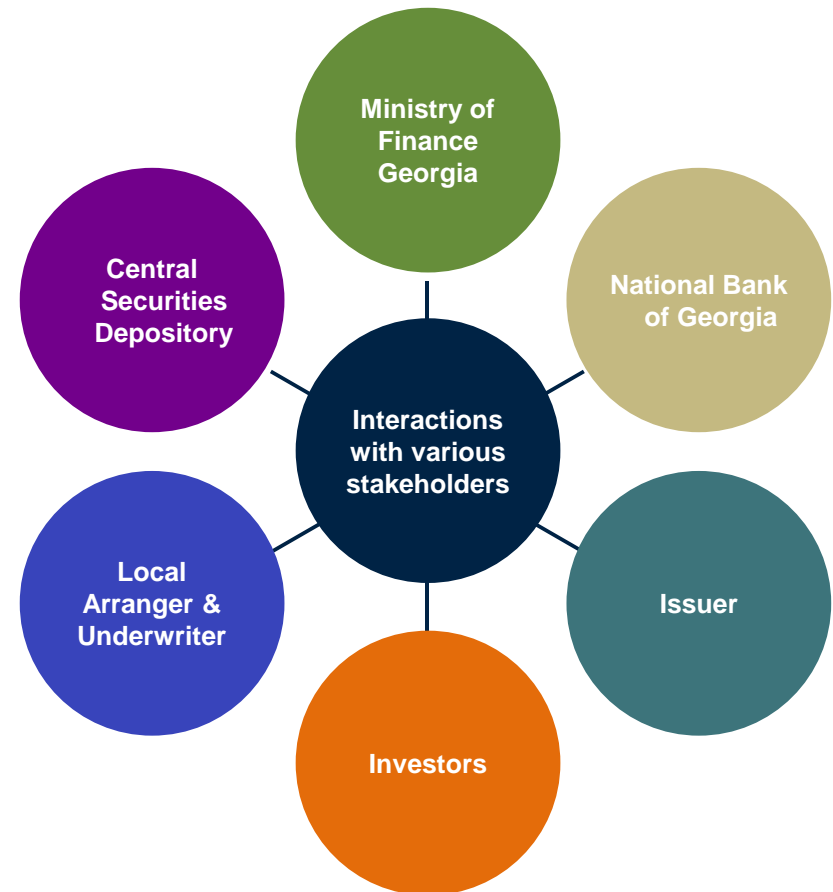 Ministry of
Finance
Georgia
Central
Securities
Depository
National Bank
of Georgia
Interactions
with various
stakeholders
Local
Arranger &
Underwriter
Issuer
Investors